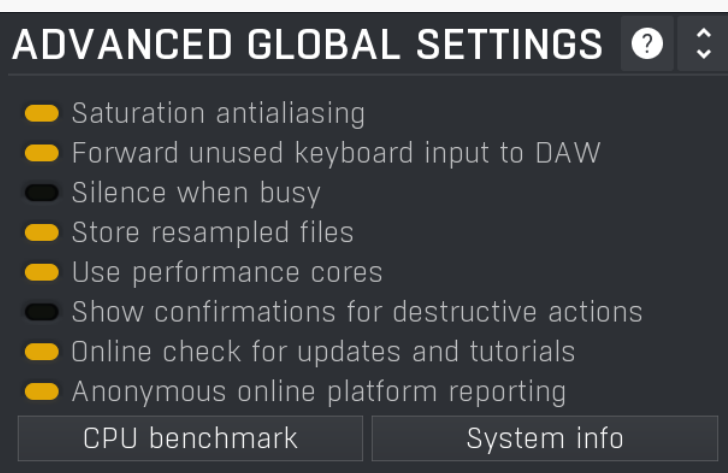 ADVANCED GLOBAL SETTINGS ?
Saturation antialiasing
Forward unused keyboard input to DAW
Silence when busy
Store resampled files
Use performance cores
Show confirmations for destructive actions
Online check for updates and tutorials
Anonymous online platform reporting
CPU benchmark System info